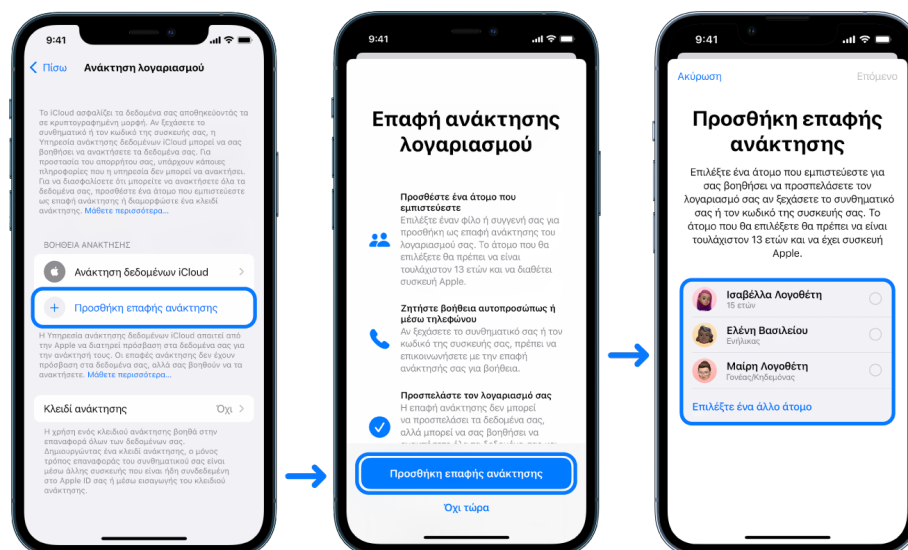 9:41
Πίσω Ανάκτηση λογαριασμού
Το iCloud ασφαλίζει τα δεδομένα σας αποθηκεύοντάς τα
σε κρυπτογραφημένη μορφή. Αν ξεχάσετε το
συνθηματικό ή τον κωδικό της συσκευής σας, η
Υπηρεσία ανάκτησης δεδομένων iCloud μπορεί να σας
βοηθήσει να ανακτήσετε τα δεδομένα σας. Για
προστασία του απορρήτου σας, υπάρχουν κάποιες
πληροφορίες που η υπηρεσία δεν μπορεί να ανακτήσει.
Για να διασφαλίσετε ότι μπορείτε να ανακτήσετε όλα τα
δεδομένα σας, προσθέστε ένα άτομο που εμπιστεύεστε
ως επαφή ανάκτησης ή διαμορφώστε ένα κλειδί
ανάκτησης. Μάθετε περισσότερα...
ΒΟΗΘΕΙΑ ΑΝΑΚΤΗΣΗΣ
Ανάκτηση δεδομένων iCloud
Προσθήκη επαφής ανάκτησης
Η Υπηρεσία ανάκτησης δεδομένων iCloud απαιτεί από
την Apple να διατηρεί πρόσβαση στα δεδομένα σας για
την ανάκτησή τους. Οι επαφές ανάκτησης δεν έχουν
πρόσβαση στα δεδομένα σας, αλλά σας βοηθούν να τα
ανακτήσετε. Μάθετε περισσότερα...
Κλειδί ανάκτησης Όχι
Η χρήση ενός κλειδιού ανάκτησης βοηθά στην
επαναφορά όλων των δεδομένων σας.
Δημιουργώντας ένα κλειδί ανάκτησης, ο μόνος
τρόπος επαναφοράς του συνθηματικού σας είναι
μέσω άλλης συσκευής που είναι ήδη συνδεδεμένη
στο Apple ID σας ή μέσω εισαγωγής του κλειδιού
ανάκτησης.
9:41
Επαφή ανάκτησης
λογαριασμού
Προσθέστε ένα άτομο που
εμπιστεύεστε
Επιλέξτε έναν φίλο ή συγγενή σας για
προσθήκη ως επαφή ανάκτησης του
λογαριασμού σας. Το άτομο που θα
επιλέξετε θα πρέπει να είναι
τουλάχιστον 13 ετών και να διαθέτει
συσκευή Apple.
Ζητήστε βοήθεια αυτοπροσώπως ή
μέσω τηλεφώνου
Αν ξεχάσετε το συνθηματικό σας ή τον
κωδικό της συσκευής σας, πρέπει να
επικοινωνήσετε με την επαφή
ανάκτησής σας για βοήθεια.
Προσπελάστε τον λογαριασμό σας
Η επαφή ανάκτησης δεν μπορεί
να προσπελάσει τα δεδομένα σας,
αλλά μπορεί να σας βοηθήσει να
Προσθήκη επαφής ανάκτησης
Όχι τώρα
9:41
Ακύρωση Επόμενο
Προσθήκη επαφής
ανάκτησης
Επιλέξτε ένα άτομο που εμπιστεύεστε για
σας βοηθήσει να προσπελάσετε τον
λογαριασμό σας αν ξεχάσετε το συνθηματικό
σας ή τον κωδικό της συσκευής σας. Το
άτομο που θα επιλέξετε θα πρέπει να είναι
τουλάχιστον 13 ετών και να έχει συσκευή
Apple.
Ισαβέλλα Λογοθέτη
15 ετών
Ελένη Βασιλείου
Ενήλικας
Μαίρη Λογοθέτη
Γονέας/Κηδεμόνας
Επιλέξτε ένα άλλο άτομο